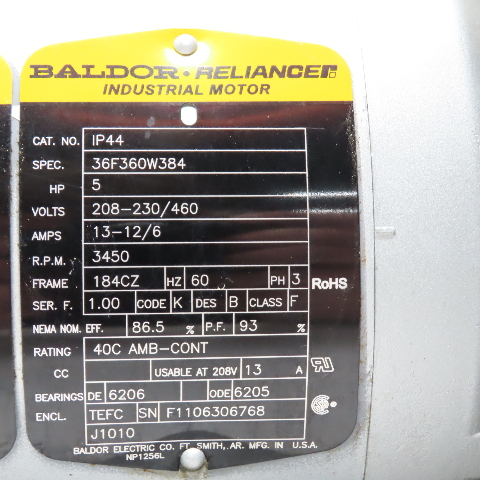 BALDOR • RELIANCER
INDUSTRIAL MOTOR
CAT. NO. IP44
SPEC. 36F360W384
HP 5
VOLTS 208-230/460
AMPS 13-12/6
R.P.M. 3450
FRAME 184CZ HZ 60 PH 3 RoHS
SER. F. 1.00 CODE K DES B CLASS F
NEMA NOM. EFF. 86.5 % P.F. 93 %
RATING 40C AMB-CONT
CC USABLE AT 208V 13 A
BEARINGS DE 6206 ODE 6205
ENCL. TEFC SN F1106306768
J1010
BALDOR ELECTRIC CO. FT. SMITH, AR. MFG. IN U.S.A.
NP1256L